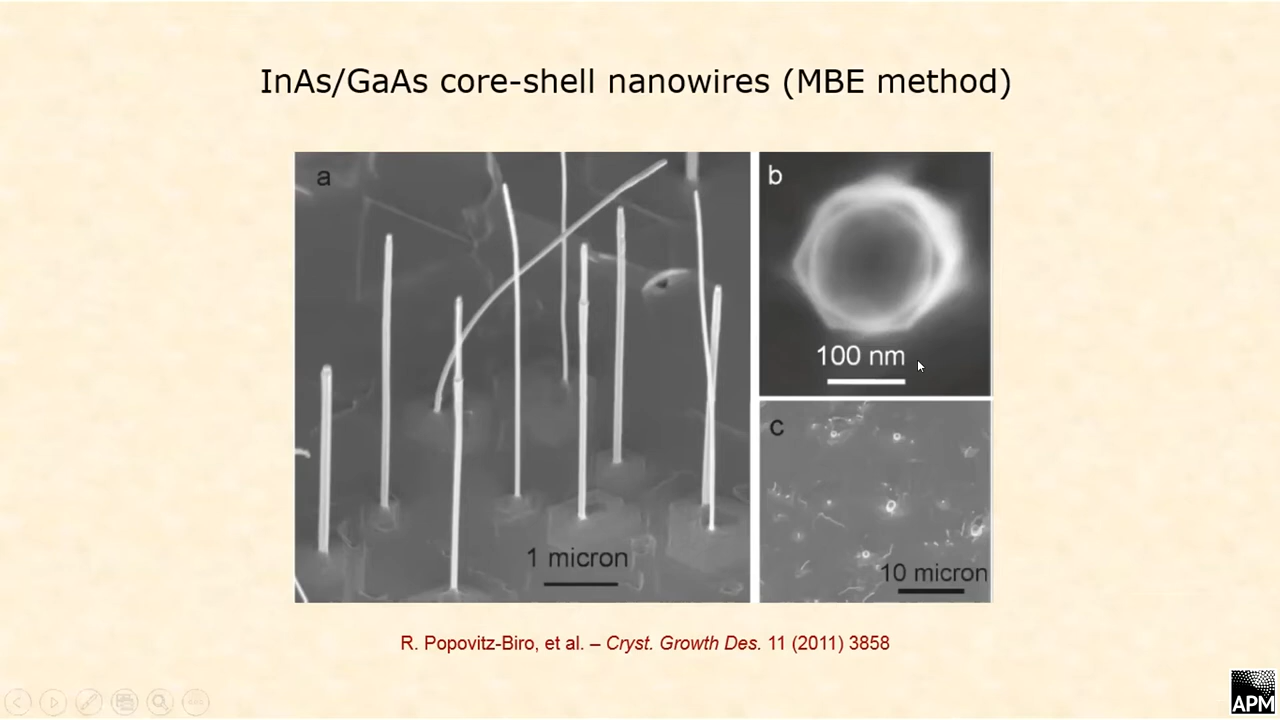 InAs/GaAs core-shell nanowires (MBE method)
a
1 micron
b
100 nm
c
10 micron
R. Popovitz-Biro, et al. – Cryst. Growth Des. 11 (2011) 3858
APM